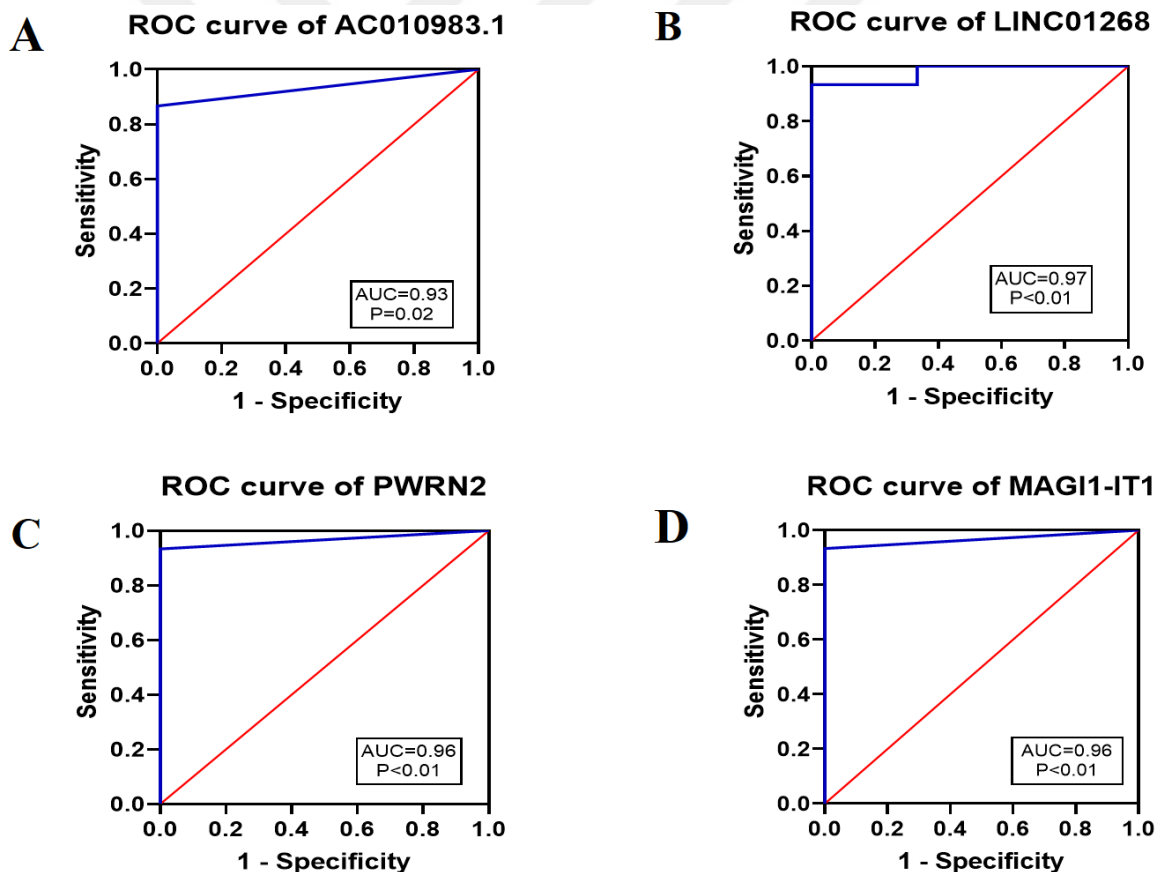 A
ROC curve of AC010983.1
1.0
0.8
0.6
0.4
0.2
0.0
Sensitivity
AUC=0.93
P=0.02
0.0 0.2 0.4 0.6 0.8 1.0
1 - Specificity
B
ROC curve of LINC01268
1.0
0.8
0.6
0.4
0.2
0.0
Sensitivity
AUC=0.97
P<0.01
0.0 0.2 0.4 0.6 0.8 1.0
1 - Specificity
C
ROC curve of PWRN2
1.0
0.8
0.6
0.4
0.2
0.0
Sensitivity
AUC=0.96
P<0.01
0.0 0.2 0.4 0.6 0.8 1.0
1 - Specificity
D
ROC curve of MAGI1-IT1
1.0
0.8
0.6
0.4
0.2
0.0
Sensitivity
AUC=0.96
P<0.01
0.0 0.2 0.4 0.6 0.8 1.0
1 - Specificity